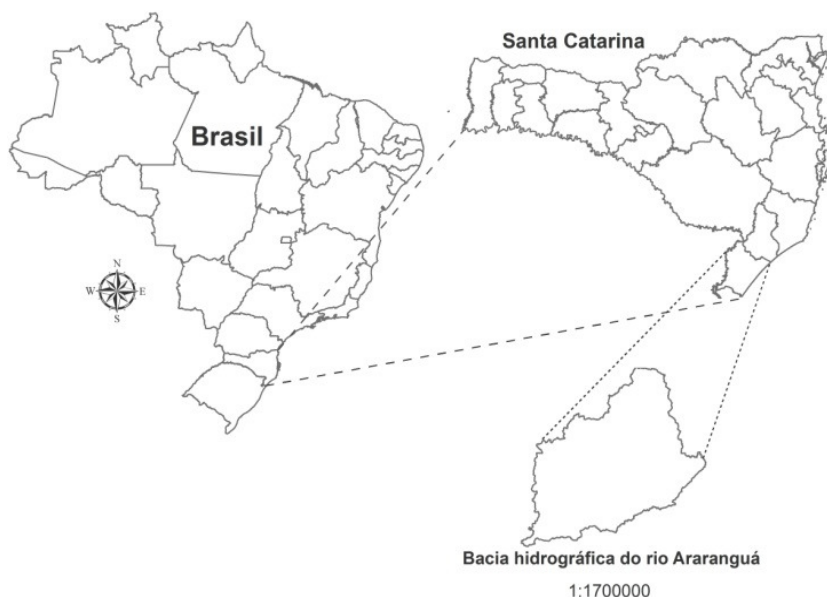 Santa Catarina
Brasil
N
W E
S
Bacia hidrográfica do rio Araranguá
1:1700000